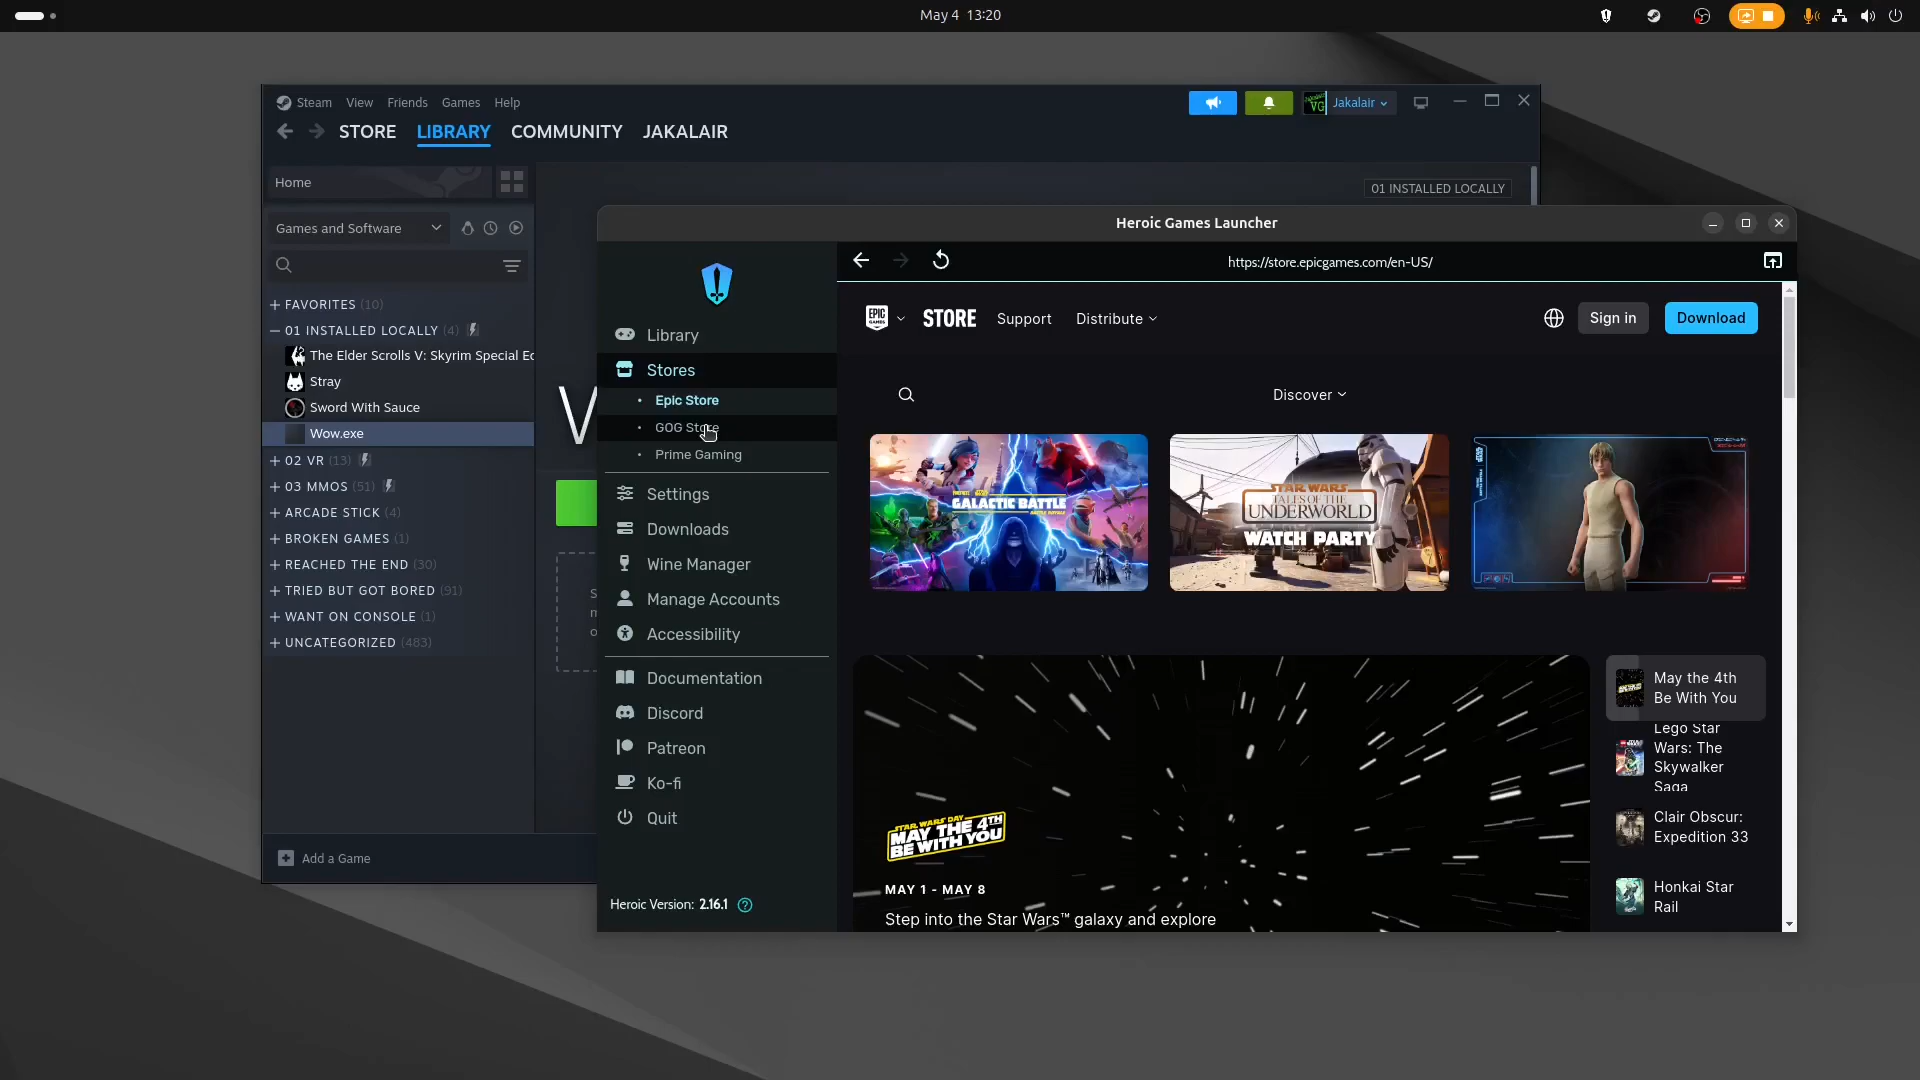 May 4 13:20
Steam View Friends Games Help
Jakalair
STORE LIBRARY COMMUNITY JAKALAIR
Home
01 INSTALLED LOCALLY
Games and Software
FAVORITES (10)
01 INSTALLED LOCALLY (4)
The Elder Scrolls V: Skyrim Special Ec
Stray
Sword With Sauce
Wow.exe
02 VR (13)
03 MMOS (51)
ARCADE STICK (4)
BROKEN GAMES (1)
REACHED THE END (30)
TRIED BUT GOT BORED (91)
WANT ON CONSOLE (1)
UNCATEGORIZED (483)
Add a Game
Heroic Games Launcher
https://store.epicgames.com/en-US/
Library
Stores
Epic Store
GOG Store
Prime Gaming
Settings
Downloads
Wine Manager
Manage Accounts
Accessibility
Documentation
Discord
Patreon
Ko-fi
Quit
Heroic Version: 2.16.1
EPIC GAMES STORE Support Distribute
Sign in Download
Discover
GALACTIC BATTLE
STAR WARS
TALES OF THE
UNDERWORLD
WATCH PARTY
STAR WARS DAY
MAY THE 4TH
BE WITH YOU
MAY 1 - MAY 8
Step into the Star Wars™ galaxy and explore
May the 4th
Be With You
Lego Star
Wars: The
Skywalker
Saga
Clair Obscur:
Expedition 33
Honkai Star
Rail